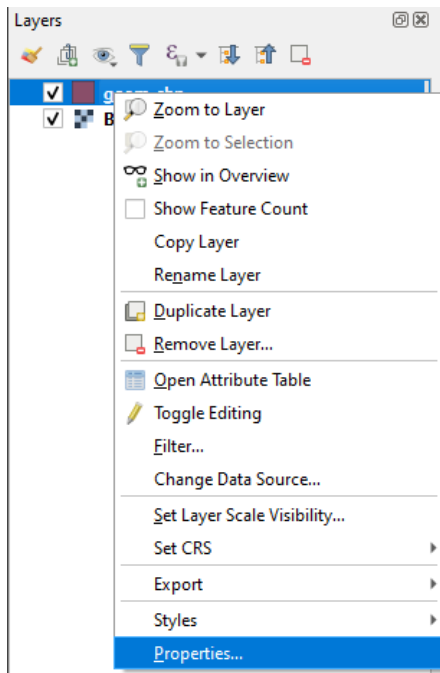 Layers
B
Zoom to Layer
Zoom to Selection
Show in Overview
Show Feature Count
Copy Layer
Rename Layer
Duplicate Layer
Remove Layer...
Open Attribute Table
Toggle Editing
Filter...
Change Data Source...
Set Layer Scale Visibility...
Set CRS
Export
Styles
Properties...